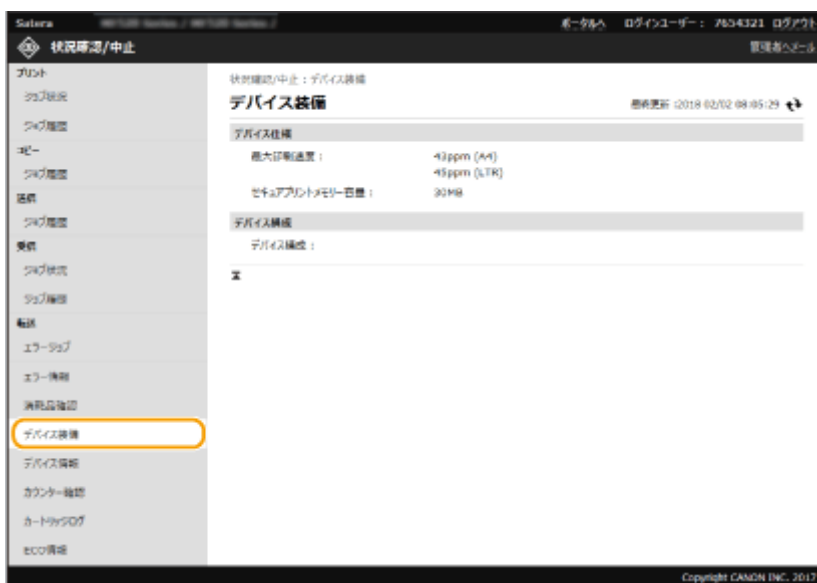 Satera
ポータルへ ログインユーザー： 7654321 ログアウト
状況確認/中止
管理者へメール
プリント
ジョブ状況
ジョブ履歴
コピー
ジョブ履歴
送信
ジョブ履歴
受信
ジョブ状況
ジョブ履歴
転送
エラージョブ
エラー情報
消耗品確認
デバイス装備
デバイス情報
カウンター確認
カートリッジログ
ECO情報
状況確認/中止：デバイス装備
デバイス装備
最終更新 :2018 02/02 08:05:29
デバイス仕様
最大印刷速度： 43ppm (A4)
45ppm (LTR)
セキュアプリントメモリー容量： 30MB
デバイス構成
デバイス構成：
Copyright CANON INC. 2017